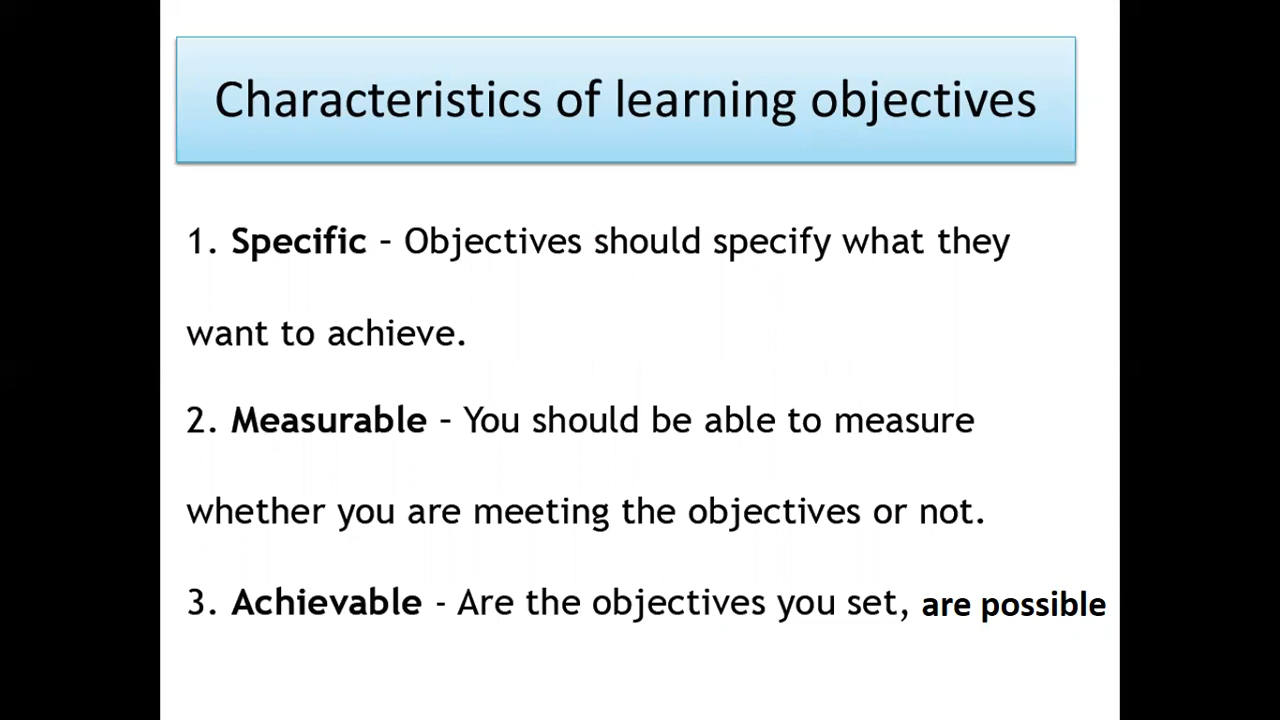 Characteristics of learning objectives
1. Specific – Objectives should specify what they
want to achieve.
2. Measurable – You should be able to measure
whether you are meeting the objectives or not.
3. Achievable - Are the objectives you set, are possible